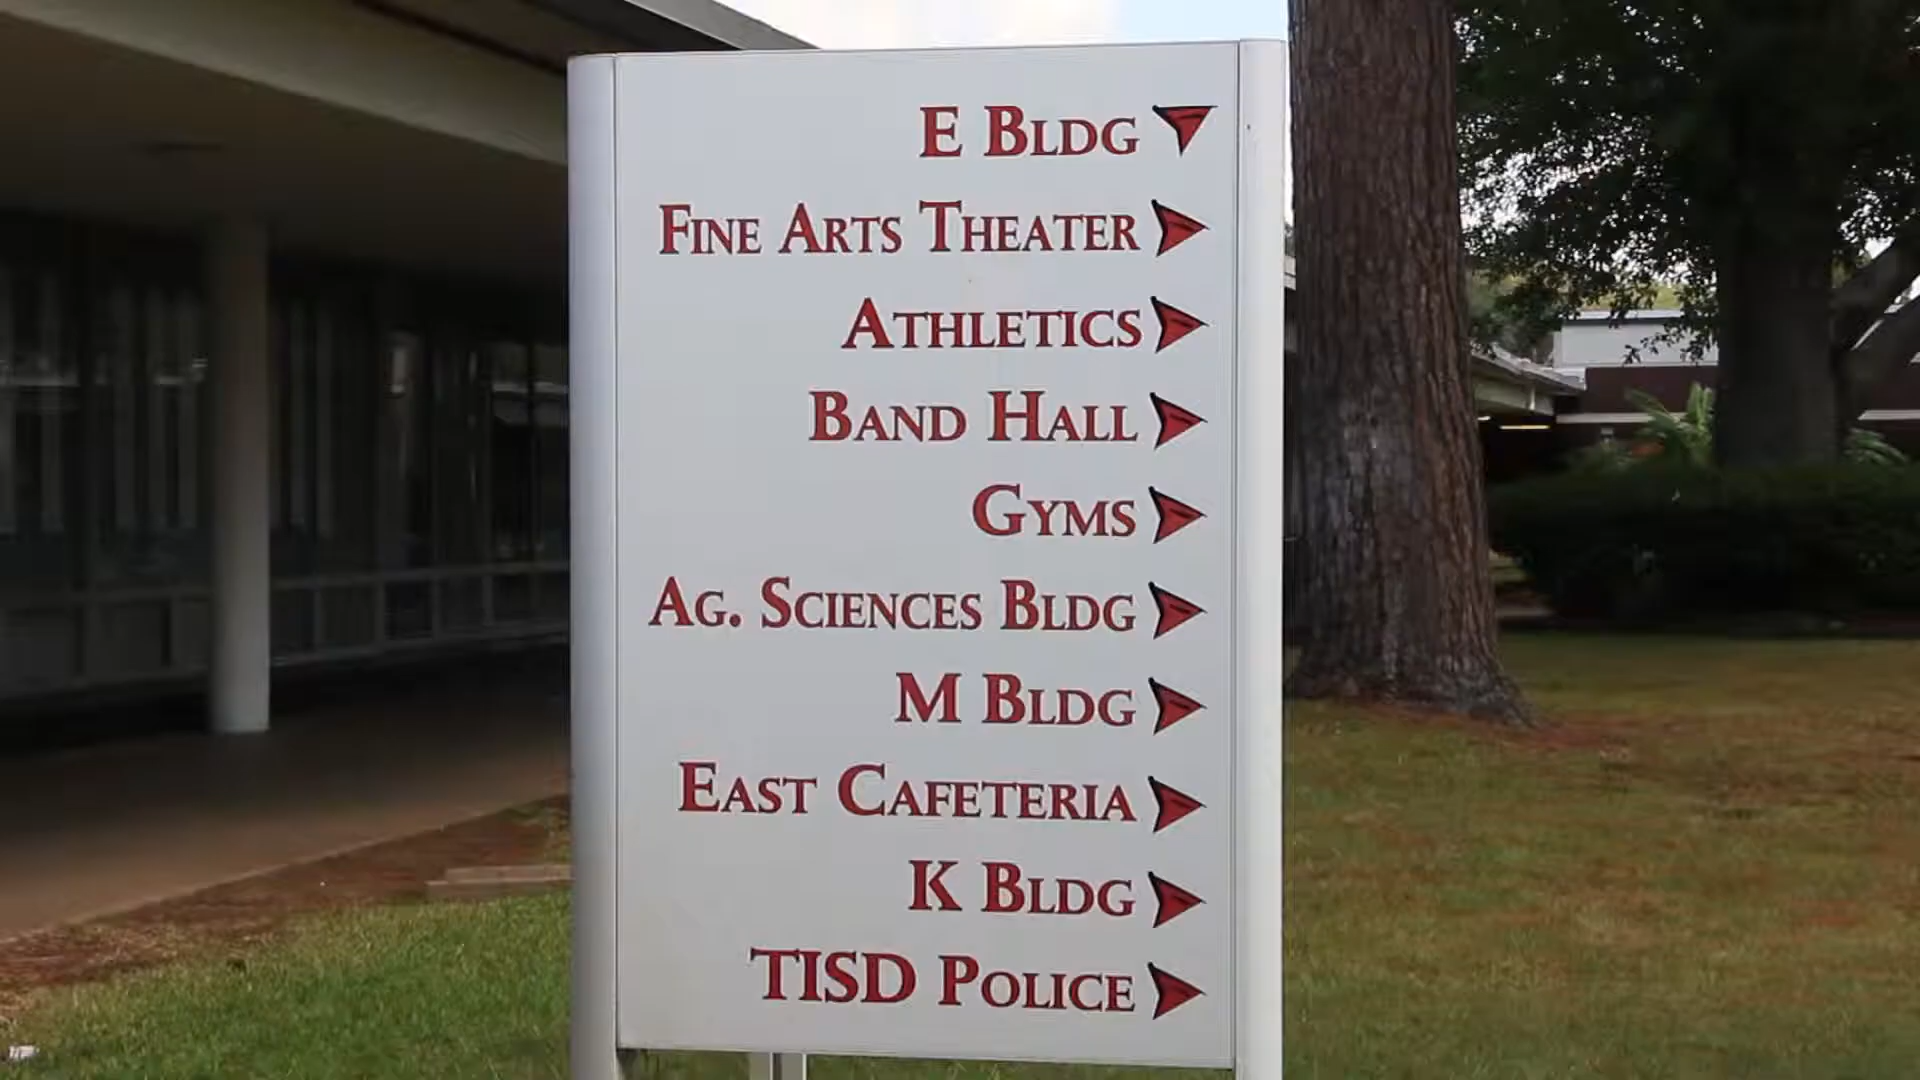 E BLDG
FINE ARTS THEATER
ATHLETICS
BAND HALL
GYMS
AG. SCIENCES BLDG
M BLDG
EAST CAFETERIA
K BLDG
TISD POLICE